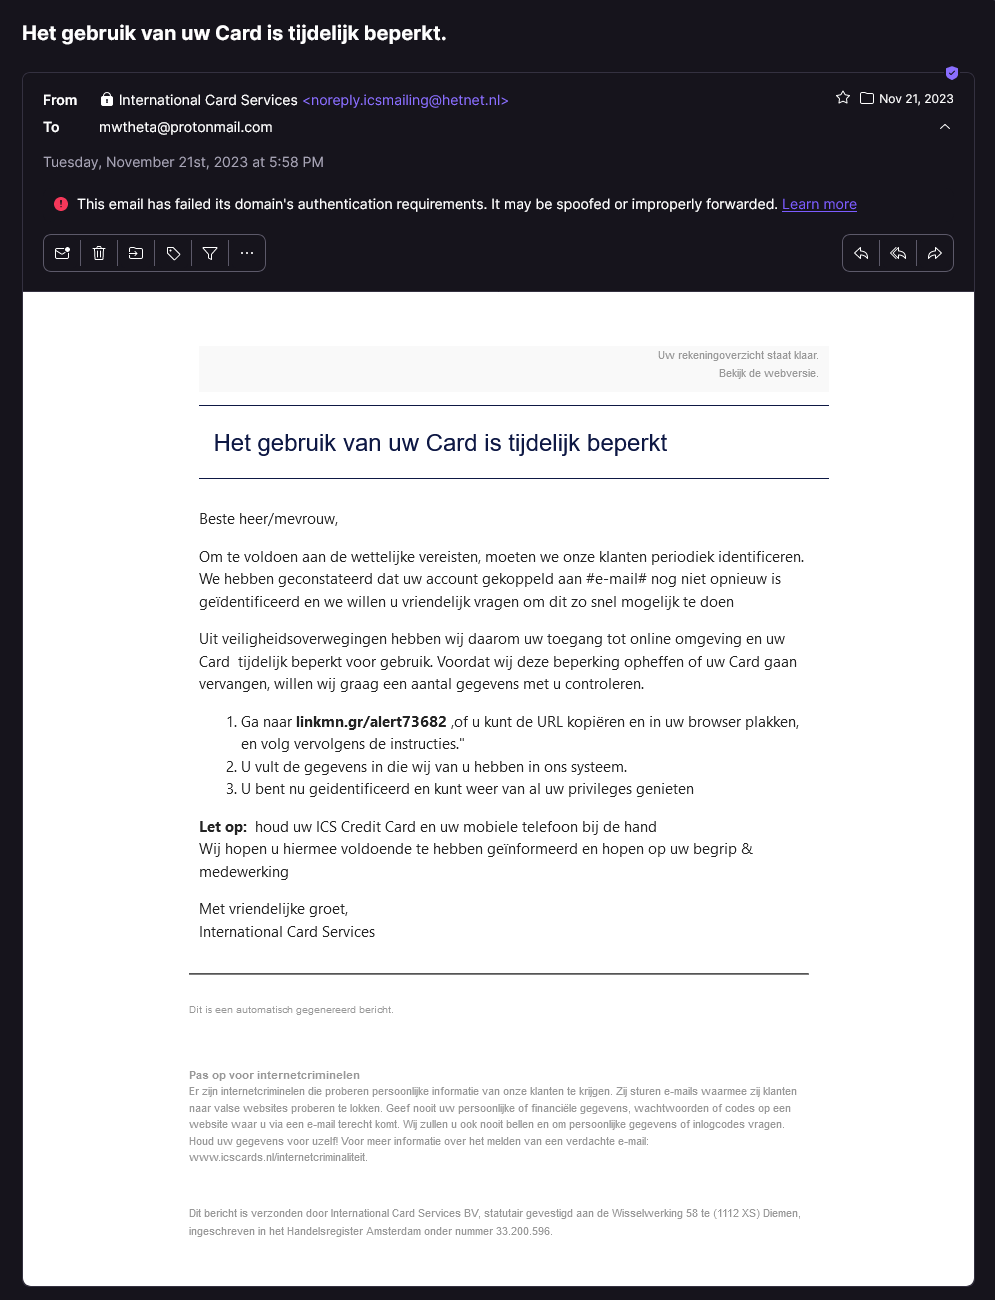 Het gebruik van uw Card is tijdelijk beperkt.
From International Card Services <noreply.icsmailing@hetnet.nl> Nov 21, 2023
To mwtheta@protonmail.com
Tuesday, November 21st, 2023 at 5:58 PM
This email has failed its domain's authentication requirements. It may be spoofed or improperly forwarded. Learn more
Uw rekeningoverzicht staat klaar.
Bekijk de webversie.
Het gebruik van uw Card is tijdelijk beperkt
Beste heer/mevrouw,
Om te voldoen aan de wettelijke vereisten, moeten we onze klanten periodiek identificeren.
We hebben geconstateerd dat uw account gekoppeld aan #e-mail# nog niet opnieuw is
geïdentificeerd en we willen u vriendelijk vragen om dit zo snel mogelijk te doen
Uit veiligheidsoverwegingen hebben wij daarom uw toegang tot online omgeving en uw
Card  tijdelijk beperkt voor gebruik. Voordat wij deze beperking opheffen of uw Card gaan
vervangen, willen wij graag een aantal gegevens met u controleren.
1. Ga naar linkmn.gr/alert73682 ,of u kunt de URL kopiëren en in uw browser plakken,
en volg vervolgens de instructies."
2. U vult de gegevens in die wij van u hebben in ons systeem.
3. U bent nu geidentificeerd en kunt weer van al uw privileges genieten
Let op:  houd uw ICS Credit Card en uw mobiele telefoon bij de hand
Wij hopen u hiermee voldoende te hebben geïnformeerd en hopen op uw begrip &
medewerking
Met vriendelijke groet,
International Card Services
Dit is een automatisch gegenereerd bericht.
Pas op voor internetcriminelen
Er zijn internetcriminelen die proberen persoonlijke informatie van onze klanten te krijgen. Zij sturen e-mails waarmee zij klanten
naar valse websites proberen te lokken. Geef nooit uw persoonlijke of financiële gegevens, wachtwoorden of codes op een
website waar u via een e-mail terecht komt. Wij zullen u ook nooit bellen en om persoonlijke gegevens of inlogcodes vragen.
Houd uw gegevens voor uzelf! Voor meer informatie over het melden van een verdachte e-mail:
www.icscards.nl/internetcriminaliteit.
Dit bericht is verzonden door International Card Services BV, statutair gevestigd aan de Wisselwerking 58 te (1112 XS) Diemen,
ingeschreven in het Handelsregister Amsterdam onder nummer 33.200.596.